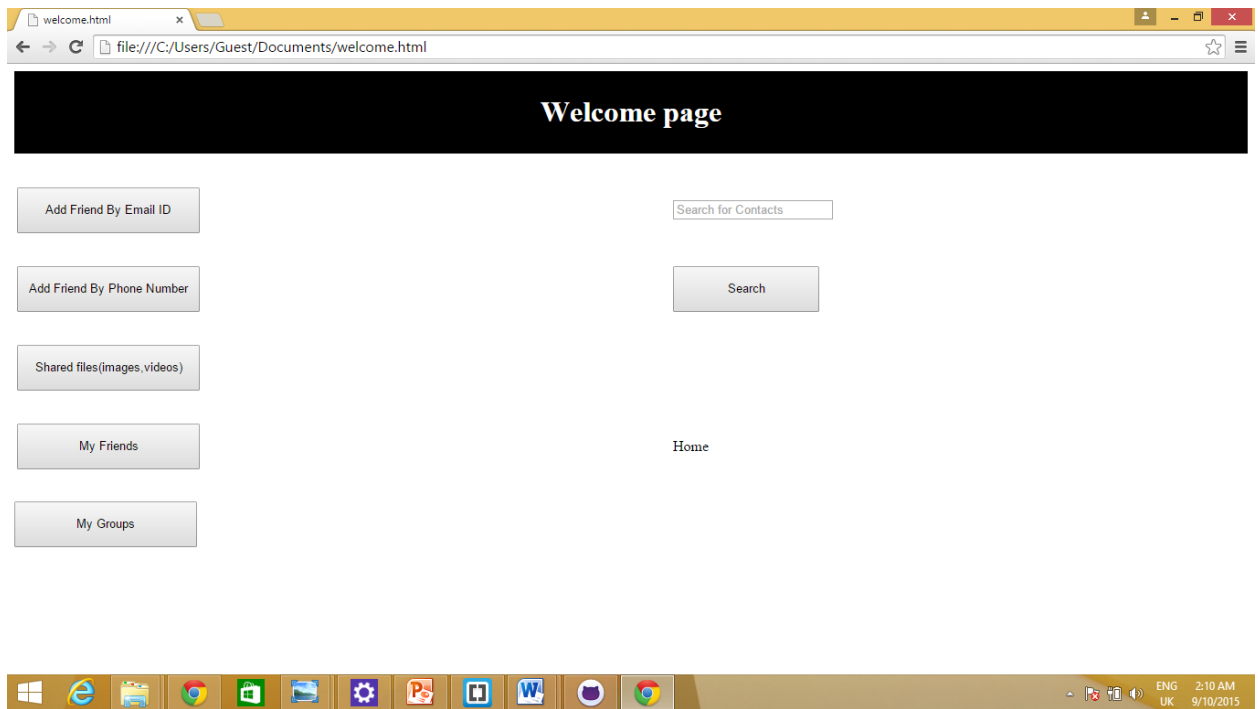 welcome.html
file:///C:/Users/Guest/Documents/welcome.html
Welcome page
Add Friend By Email ID
Search for Contacts
Add Friend By Phone Number
Search
Shared files(images,videos)
My Friends
Home
My Groups
ENG 2:10 AM
UK 9/10/2015